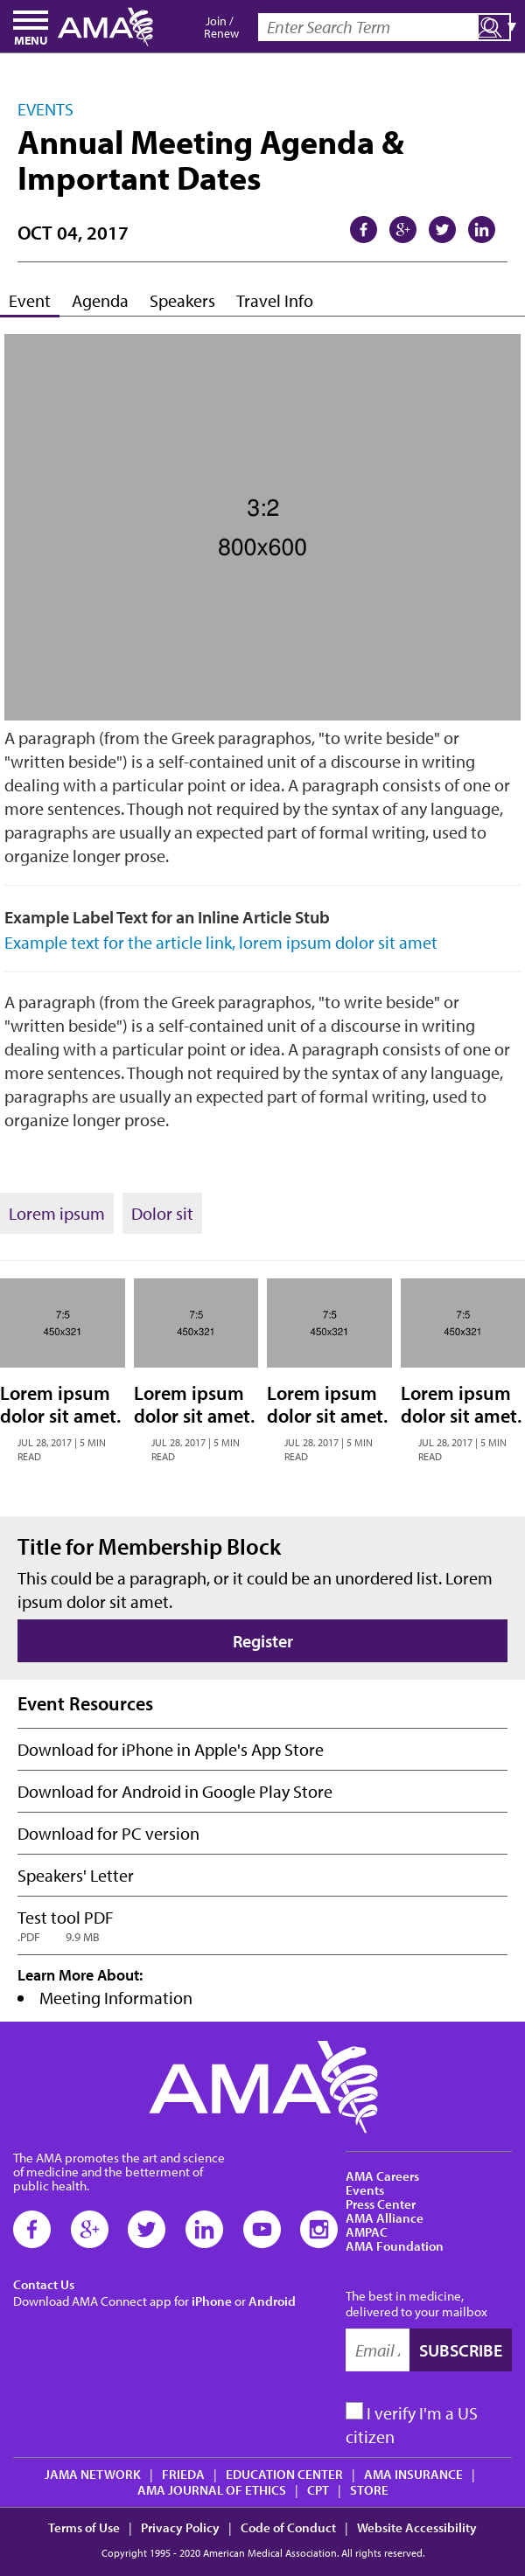 MENU
AMA
Join /
Renew
Enter Search Term
EVENTS
Annual Meeting Agenda &
Important Dates
OCT 04, 2017
Event Agenda Speakers Travel Info
3:2
800x600
A paragraph (from the Greek paragraphos, "to write beside" or
"written beside") is a self-contained unit of a discourse in writing
dealing with a particular point or idea. A paragraph consists of one or
more sentences. Though not required by the syntax of any language,
paragraphs are usually an expected part of formal writing, used to
organize longer prose.
Example Label Text for an Inline Article Stub
Example text for the article link, lorem ipsum dolor sit amet
A paragraph (from the Greek paragraphos, "to write beside" or
"written beside") is a self-contained unit of a discourse in writing
dealing with a particular point or idea. A paragraph consists of one or
more sentences. Though not required by the syntax of any language,
paragraphs are usually an expected part of formal writing, used to
organize longer prose.
Lorem ipsum Dolor sit
7:5
450x321
Lorem ipsum
dolor sit amet.
JUL 28, 2017 | 5 MIN
READ
7:5
450x321
Lorem ipsum
dolor sit amet.
JUL 28, 2017 | 5 MIN
READ
7:5
450x321
Lorem ipsum
dolor sit amet.
JUL 28, 2017 | 5 MIN
READ
7:5
450x321
Lorem ipsum
dolor sit amet.
JUL 28, 2017 | 5 MIN
READ
Title for Membership Block
This could be a paragraph, or it could be an unordered list. Lorem
ipsum dolor sit amet.
Register
Event Resources
Download for iPhone in Apple's App Store
Download for Android in Google Play Store
Download for PC version
Speakers' Letter
Test tool PDF
.PDF 9.9 MB
Learn More About:
• Meeting Information
AMA
The AMA promotes the art and science
of medicine and the betterment of
public health.
Contact Us
Download AMA Connect app for iPhone or Android
AMA Careers
Events
Press Center
AMA Alliance
AMPAC
AMA Foundation
The best in medicine,
delivered to your mailbox
Email A SUBSCRIBE
I verify I'm a US
citizen
JAMA NETWORK | FRIEDA | EDUCATION CENTER | AMA INSURANCE |
AMA JOURNAL OF ETHICS | CPT | STORE
Terms of Use | Privacy Policy | Code of Conduct | Website Accessibility
Copyright 1995 - 2020 American Medical Association. All rights reserved.